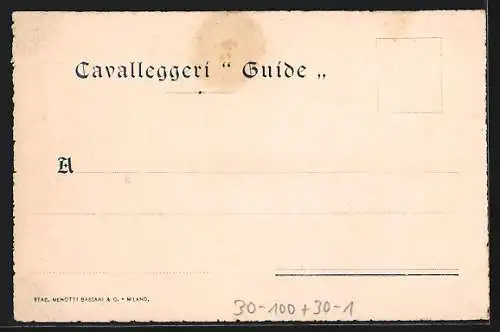 Cavalleggeri “ Guide „
A
STAB. MENOTTI BASSANI & C. • MILANO.
30-100+30-1